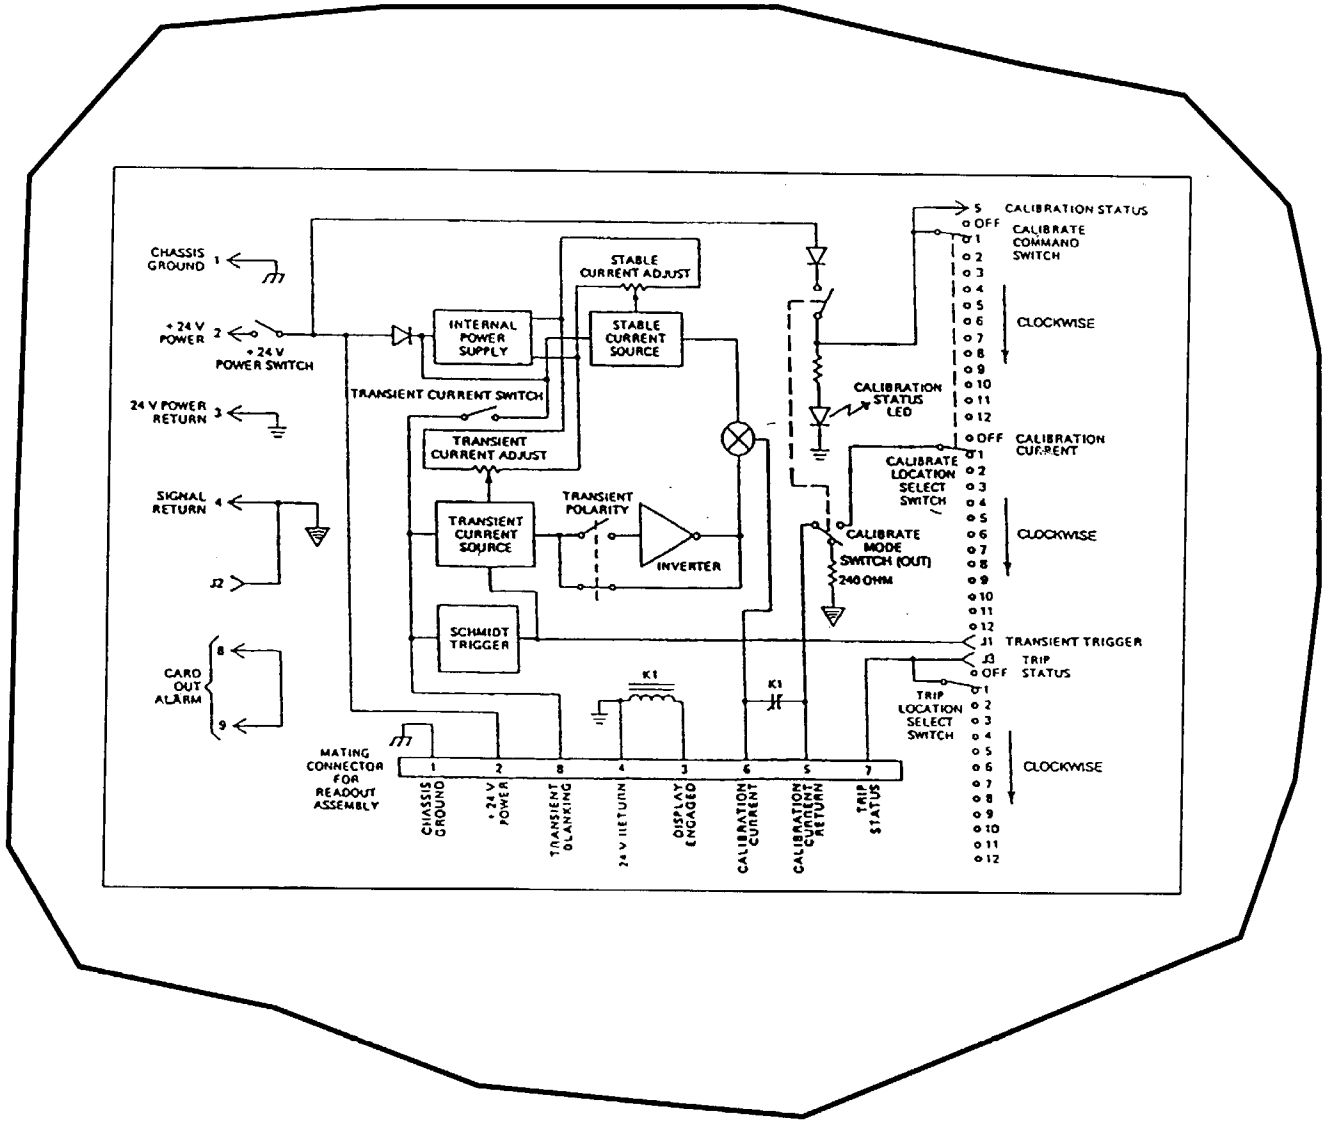 S CALIBRATION STATUS
OFF CALIBRATE
1 COMMAND
SWITCH
2
3
4
5
6 CLOCKWISE
7
8
9
10
11
12
CHASSIS
GROUND 1
+ 24 V
POWER 2
+ 24 V
POWER SWITCH
24 V POWER
RETURN 3
SIGNAL
RETURN 4
J2
CARD
OUT
ALARM
8
9
STABLE
CURRENT ADJUST
INTERNAL
POWER
SUPPLY
STABLE
CURRENT
SOURCE
TRANSIENT CURRENT SWITCH
TRANSIENT
CURRENT ADJUST
TRANSIENT
CURRENT
SOURCE
TRANSIENT
POLARITY
INVERTER
SCHMIDT
TRIGGER
CALIBRATION
STATUS
LED
OFF CALIBRATION
1 CURRENT
CALIBRATE
LOCATION
SELECT
SWITCH
2
3
4
5
6 CLOCKWISE
7
8
9
10
11
12
CALIBRATE
MODE
SWITCH (OUT)
240 OHM
J1 TRANSIENT TRIGGER
J3 TRIP
OFF STATUS
1
TRIP
LOCATION
SELECT
SWITCH
2
3
4
5
6 CLOCKWISE
7
8
9
10
11
12
K1
K1
MATING
CONNECTOR
FOR
READOUT
ASSEMBLY
1 2 8 4 3 6 5 7
CHASSIS
GROUND
+ 24 V
POWER
TRANSIENT
BLANKING
24 V RETURN
DISPLAY
ENGAGED
CALIBRATION
CURRENT
CALIBRATION
CURRENT
RETURN
TRIP
STATUS